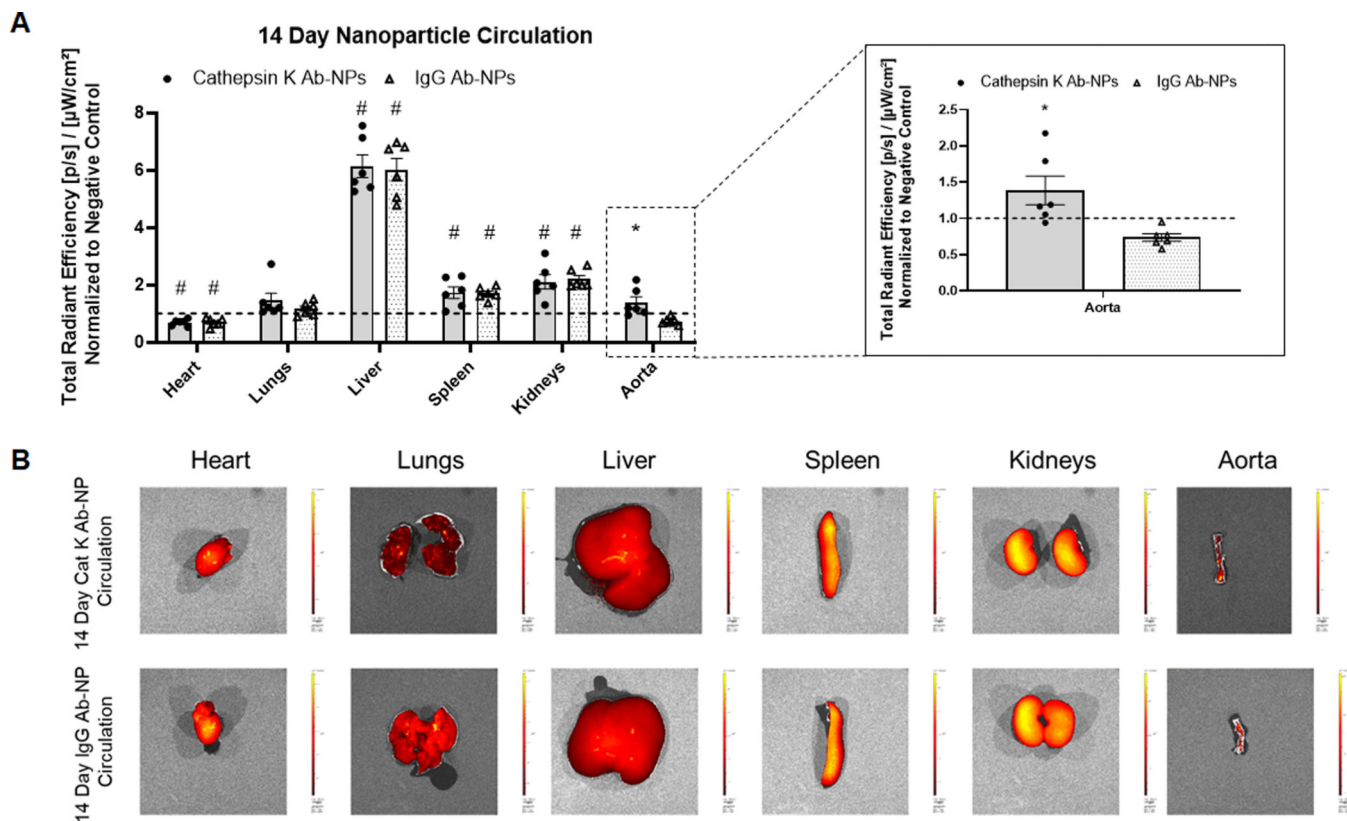 A
14 Day Nanoparticle Circulation
Cathepsin K Ab-NPs
IgG Ab-NPs
Total Radiant Efficiency [p/s] / [µW/cm²]
Normalized to Negative Control
8
6
4
2
0
# #
# #
# #
# #
*
Heart
Lungs
Liver
Spleen
Kidneys
Aorta
Cathepsin K Ab-NPs
IgG Ab-NPs
*
Total Radiant Efficiency [p/s] / [µW/cm²]
Normalized to Negative Control
2.5
2.0
1.5
1.0
0.5
0.0
Aorta
B
Heart
Lungs
Liver
Spleen
Kidneys
Aorta
14 Day Cat K Ab-NP
Circulation
14 Day IgG Ab-NP
Circulation